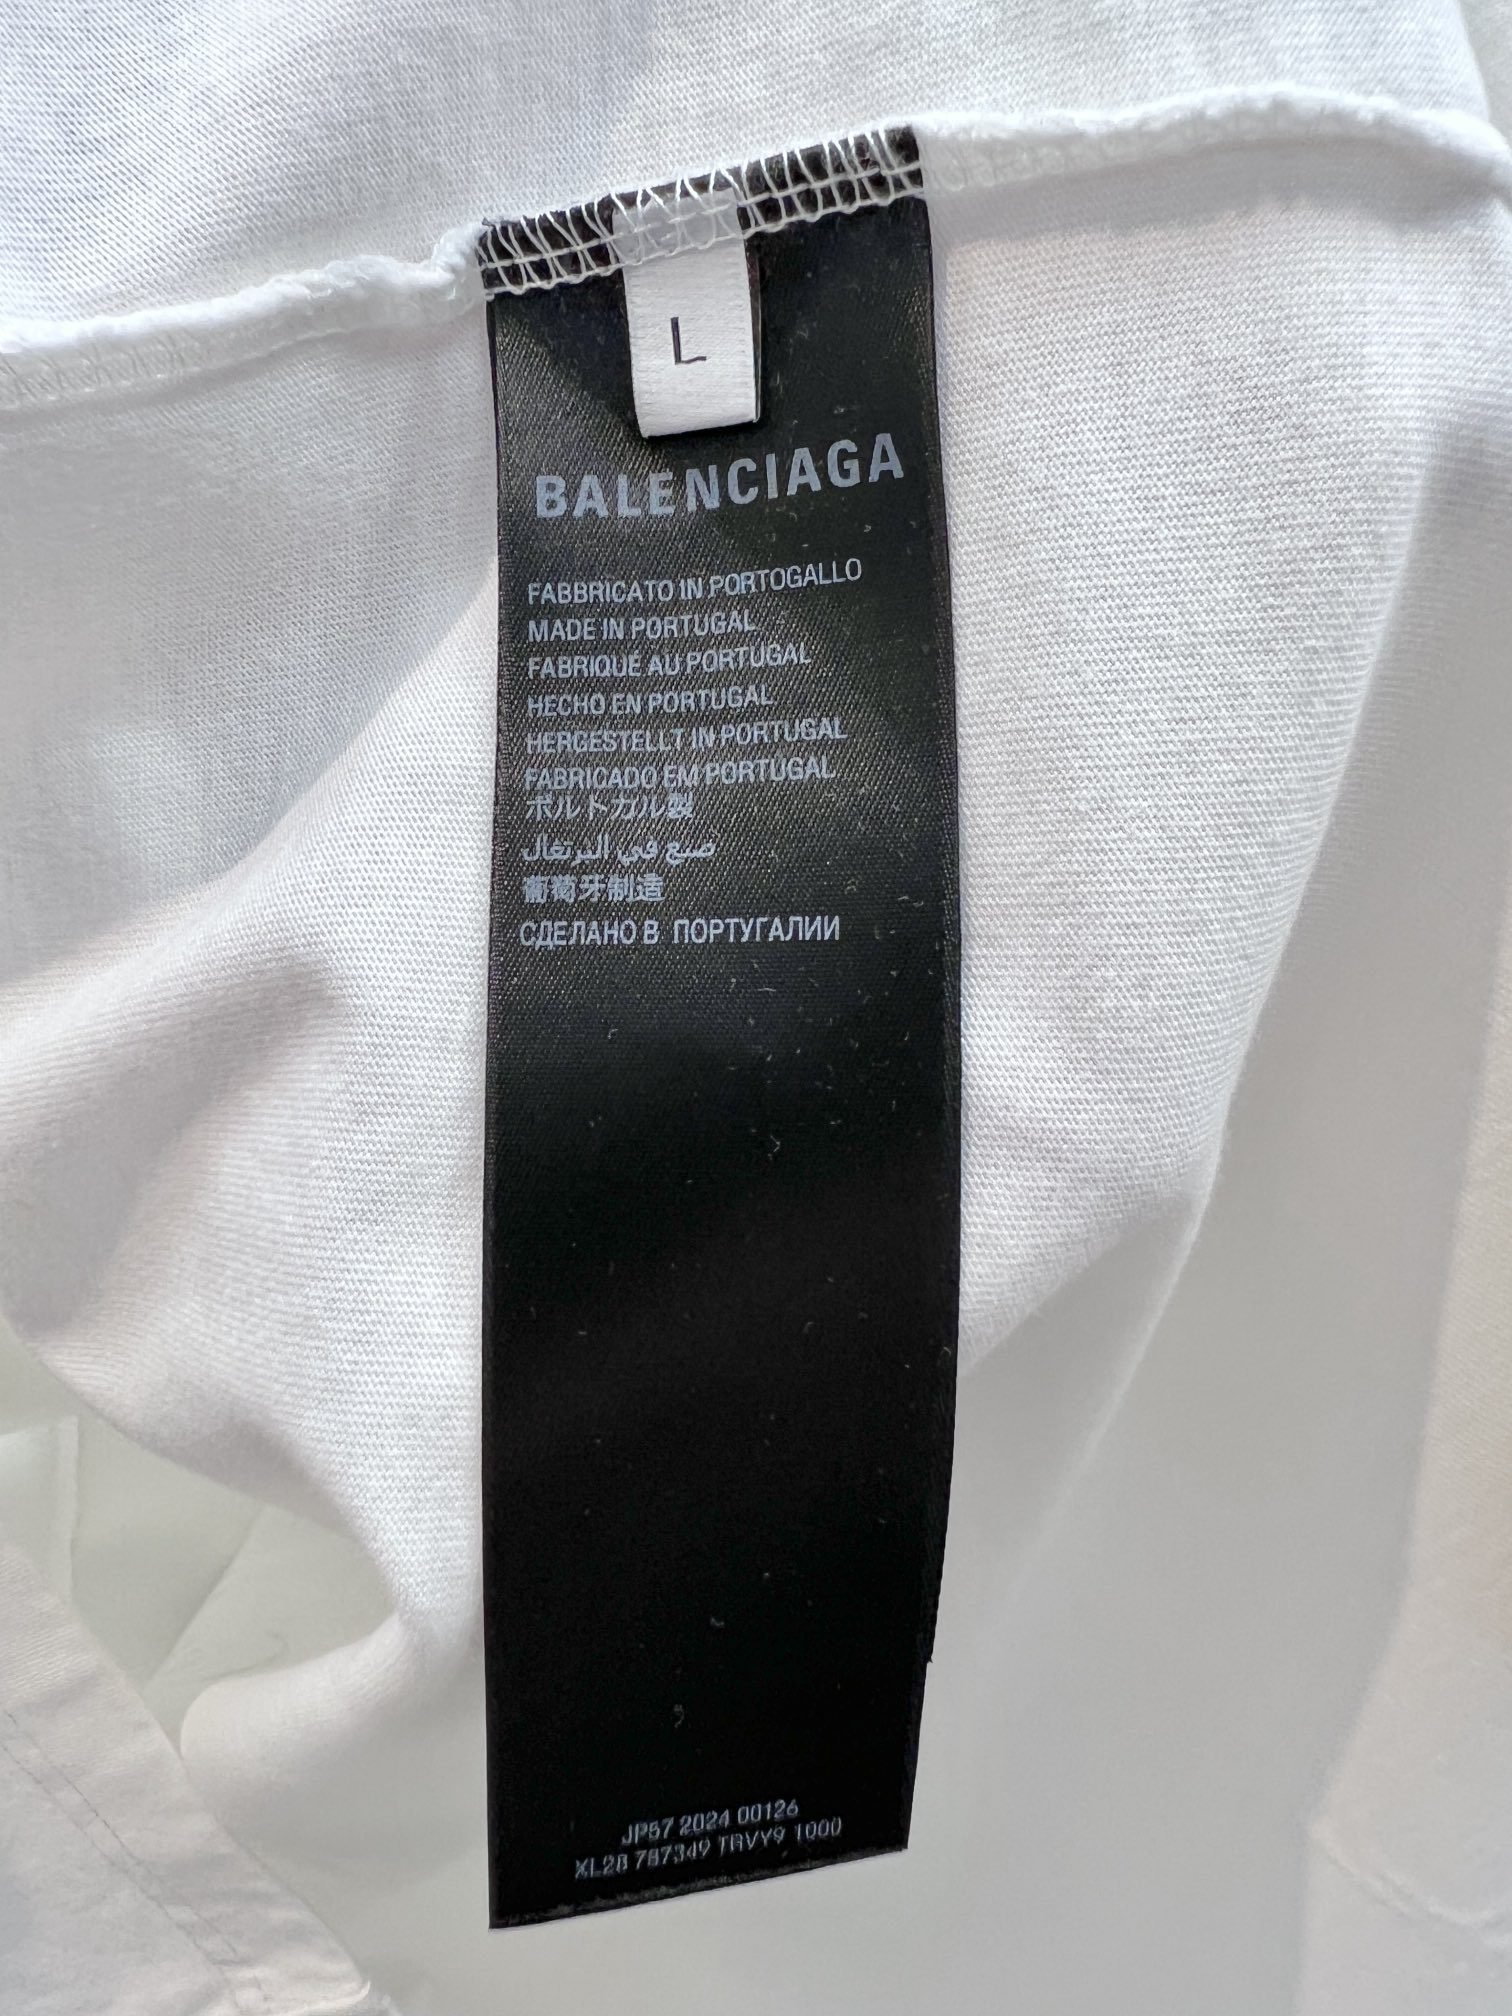 L
BALENCIAGA
FABBRICATO IN PORTOGALLO
MADE IN PORTUGAL
FABRIQUÉ AU PORTUGAL
HECHO EN PORTUGAL
HERGESTELLT IN PORTUGAL
FABRICADO EM PORTUGAL
ポルトガル製
صنع في البرتغال
葡萄牙制造
СДЕЛАНО В ПОРТУГАЛИИ
JP57 2024 00126
XL28 787349 TRVY9 1000